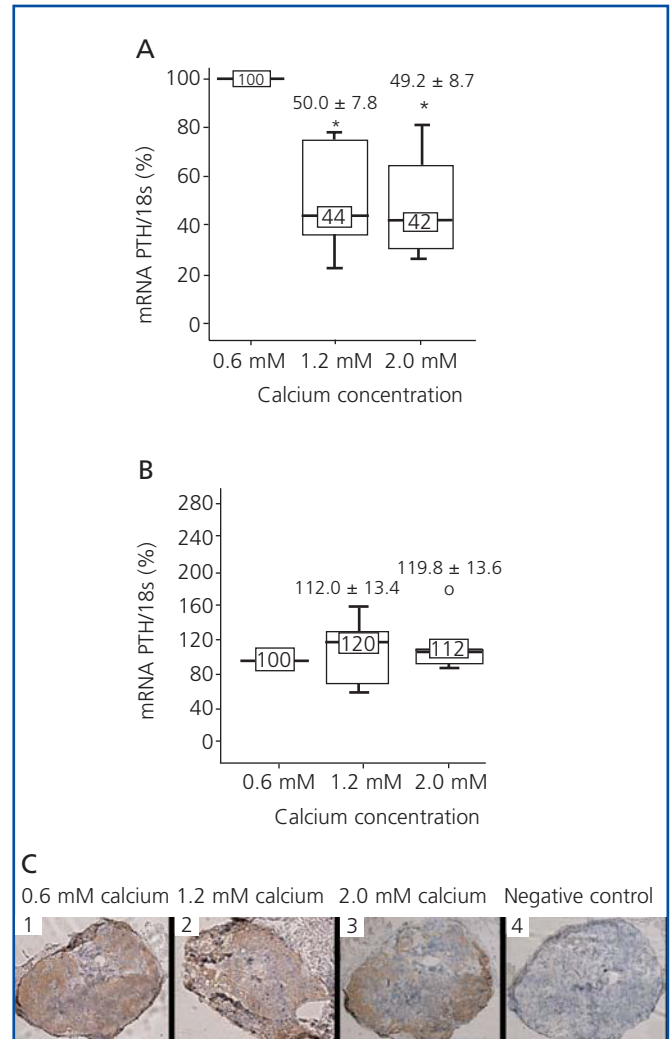 A
mRNA PTH/18s (%)
100
80
60
40
20
0
100
50.0 ± 7.8
*
44
49.2 ± 8.7
*
42
0.6 mM 1.2 mM 2.0 mM
Calcium concentration
B
mRNA PTH/18s (%)
280
240
200
160
120
80
40
0
100
112.0 ± 13.4
120
119.8 ± 13.6
o
112
0.6 mM 1.2 mM 2.0 mM
Calcium concentration
C
0.6 mM calcium 1.2 mM calcium 2.0 mM calcium Negative control
1 2 3 4